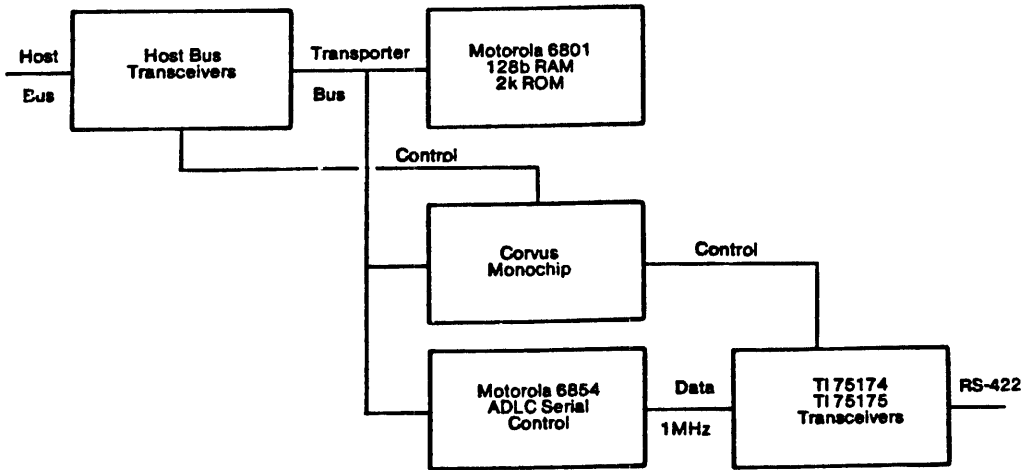 Host
Bus
Host Bus
Transceivers
Transporter
Bus
Motorola 6801
128b RAM
2k ROM
Control
Corvus
Monochip
Control
Motorola 6854
ADLC Serial
Control
Data
1MHz
TI 75174
TI 75175
Transceivers
RS-422